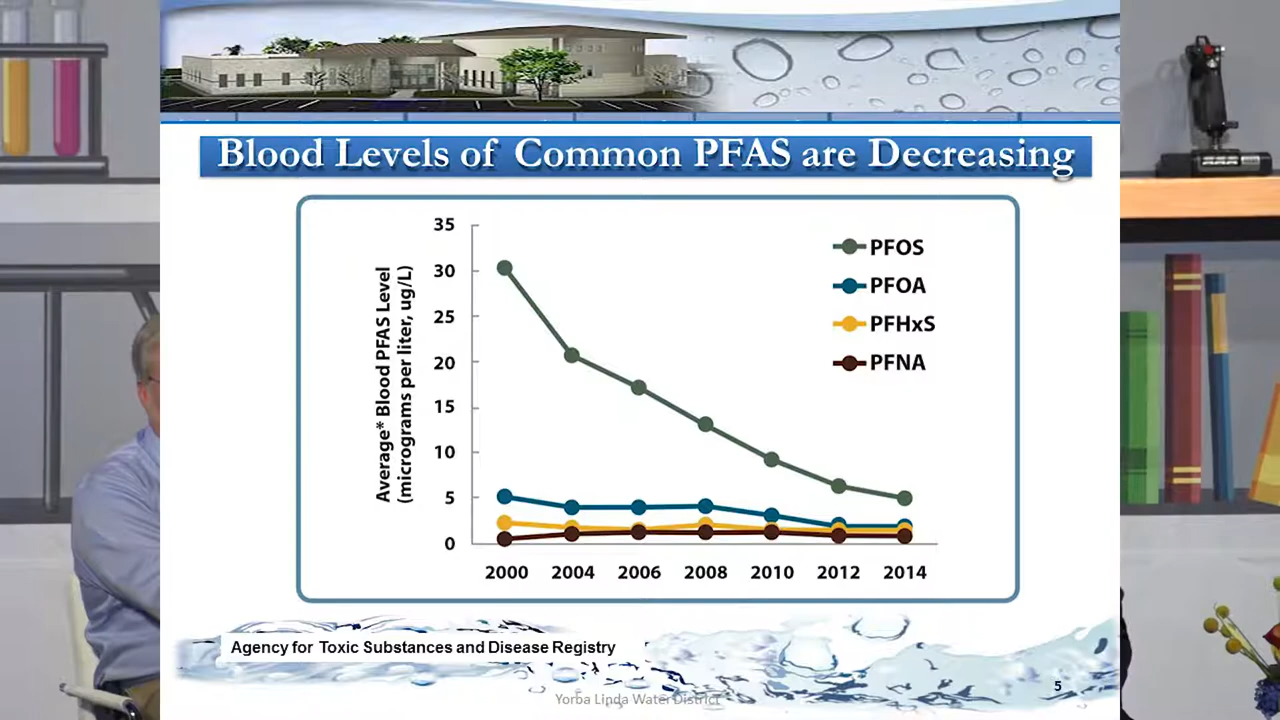 Blood Levels of Common PFAS are Decreasing
Average* Blood PFAS Level
(micrograms per liter, ug/L)
35
30
25
20
15
10
5
0
PFOS
PFOA
PFHxS
PFNA
2000 2004 2006 2008 2010 2012 2014
Agency for Toxic Substances and Disease Registry
5
Yorba Linda Water District